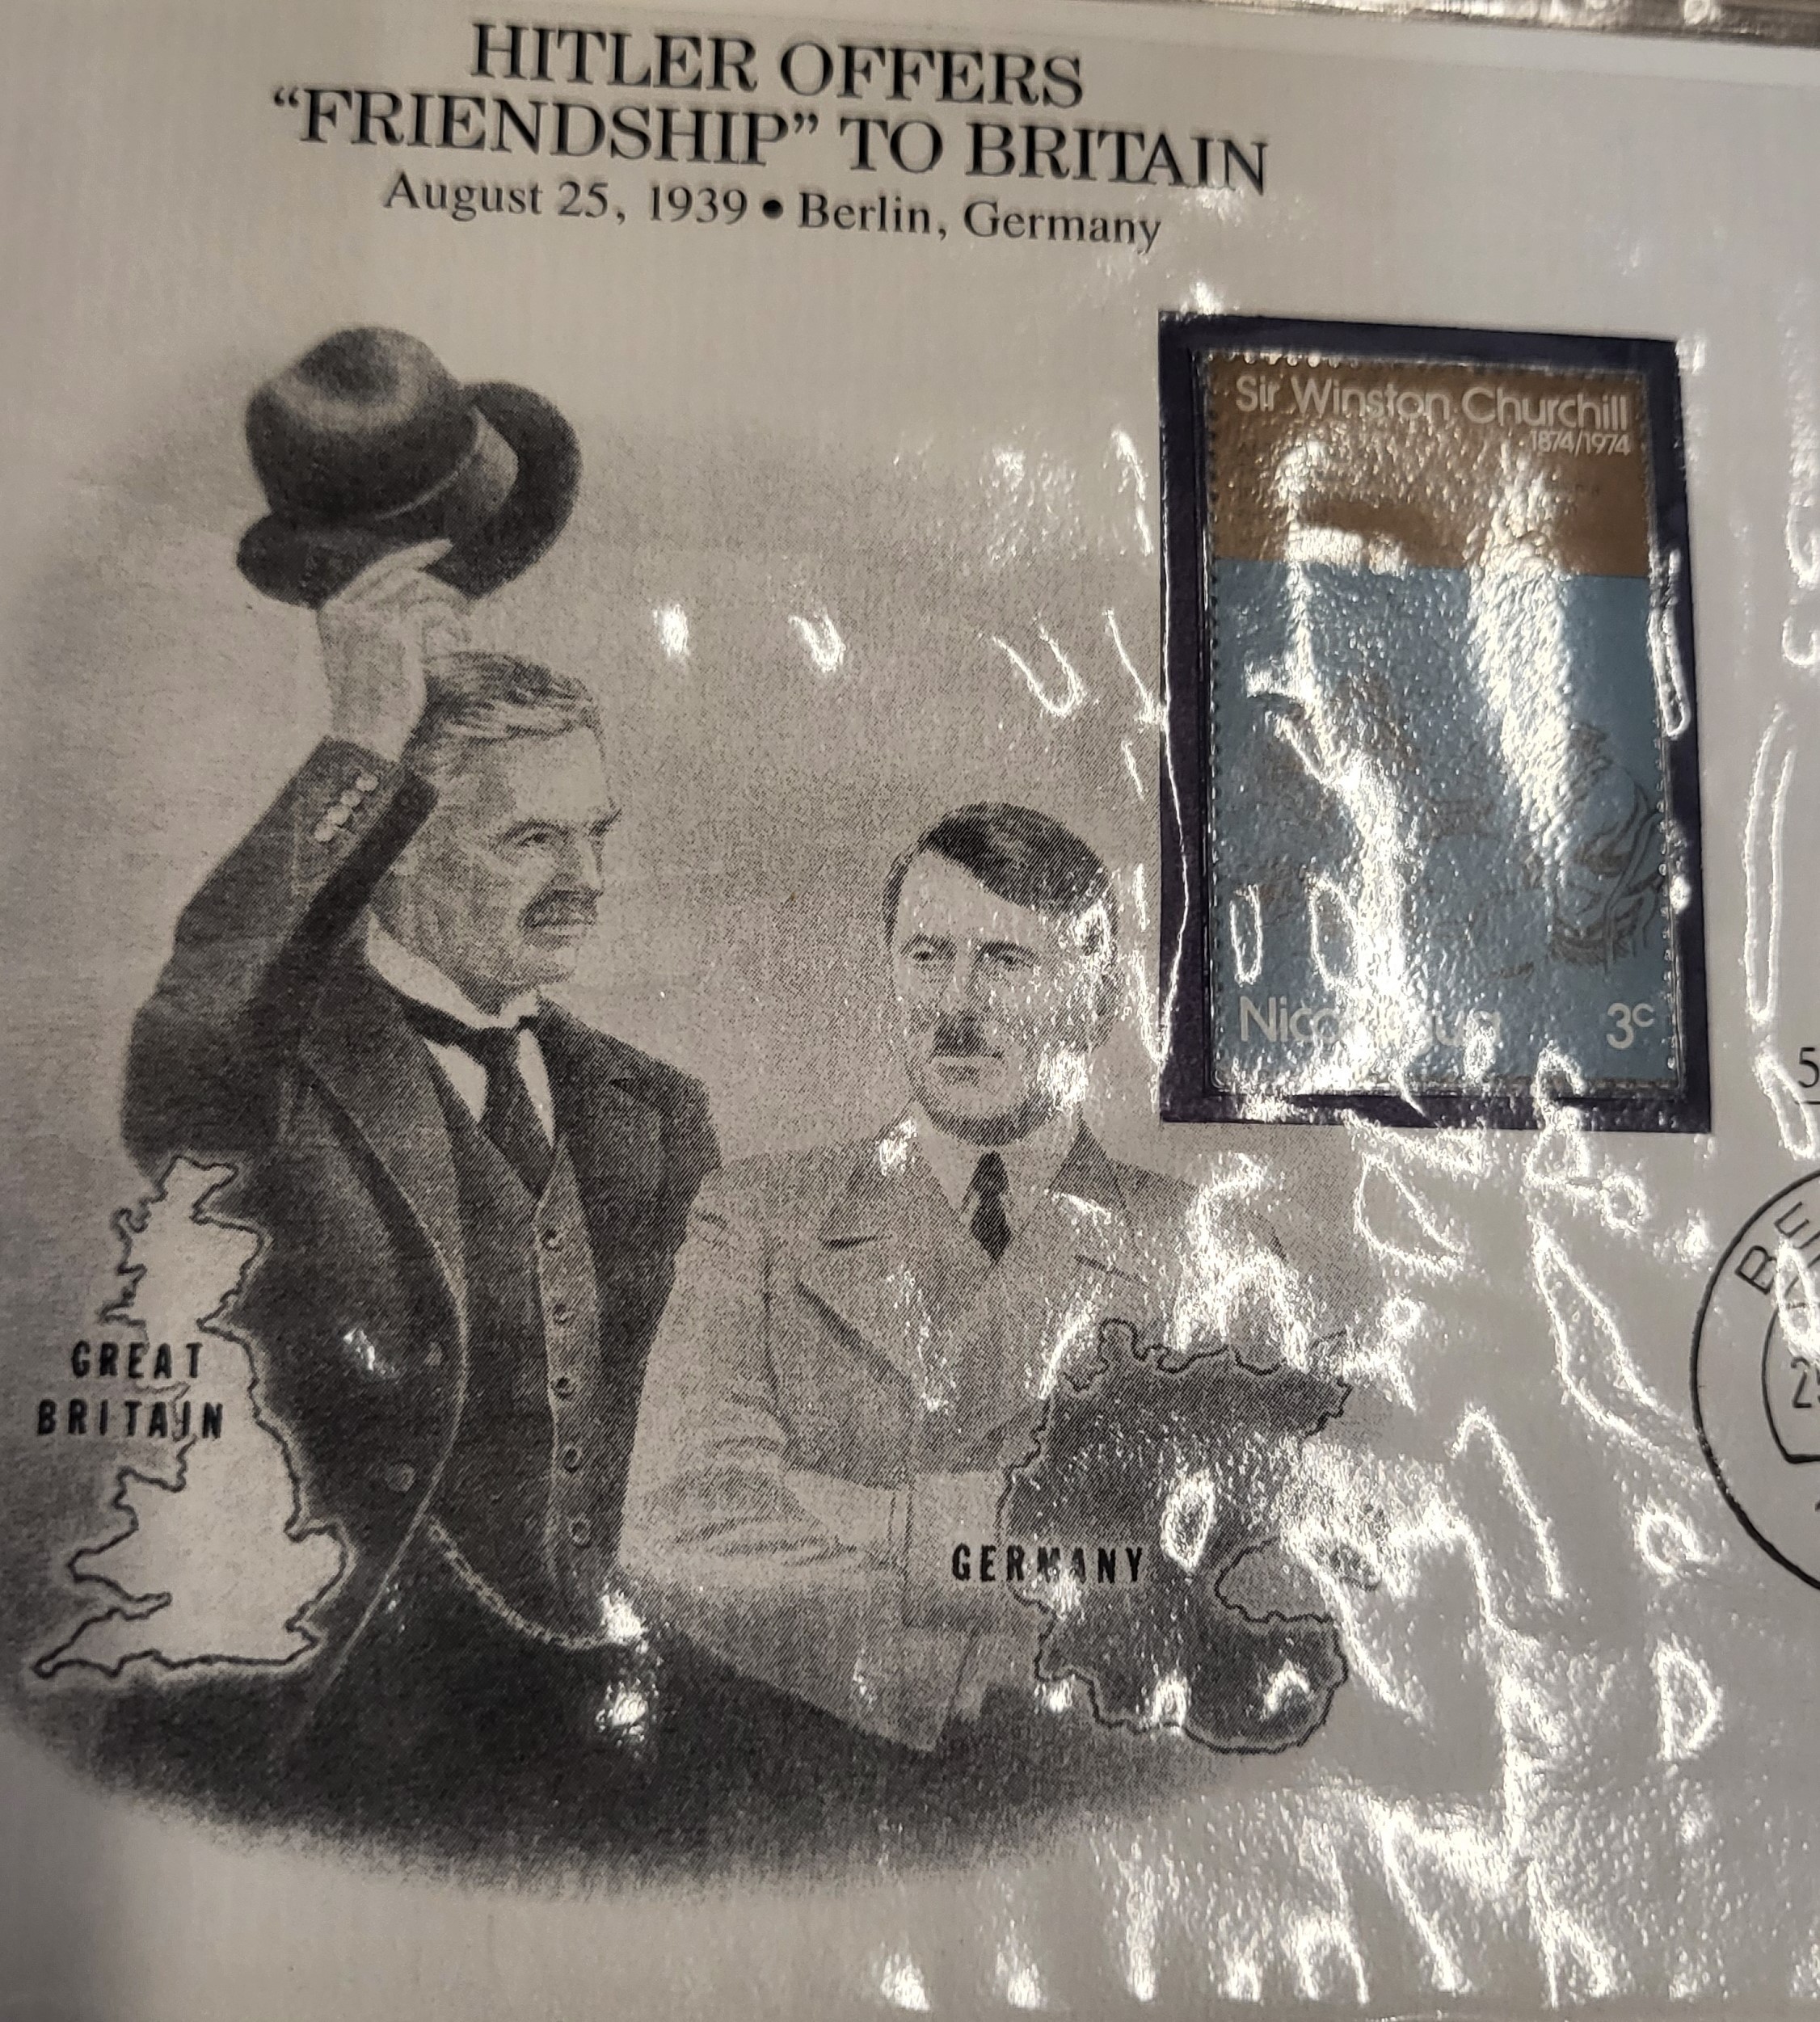 HITLER OFFERS
“FRIENDSHIP” TO BRITAIN
August 25, 1939 • Berlin, Germany
Sir Winston Churchill
1874/1974
3c
GREAT
BRITAIN
GERMANY